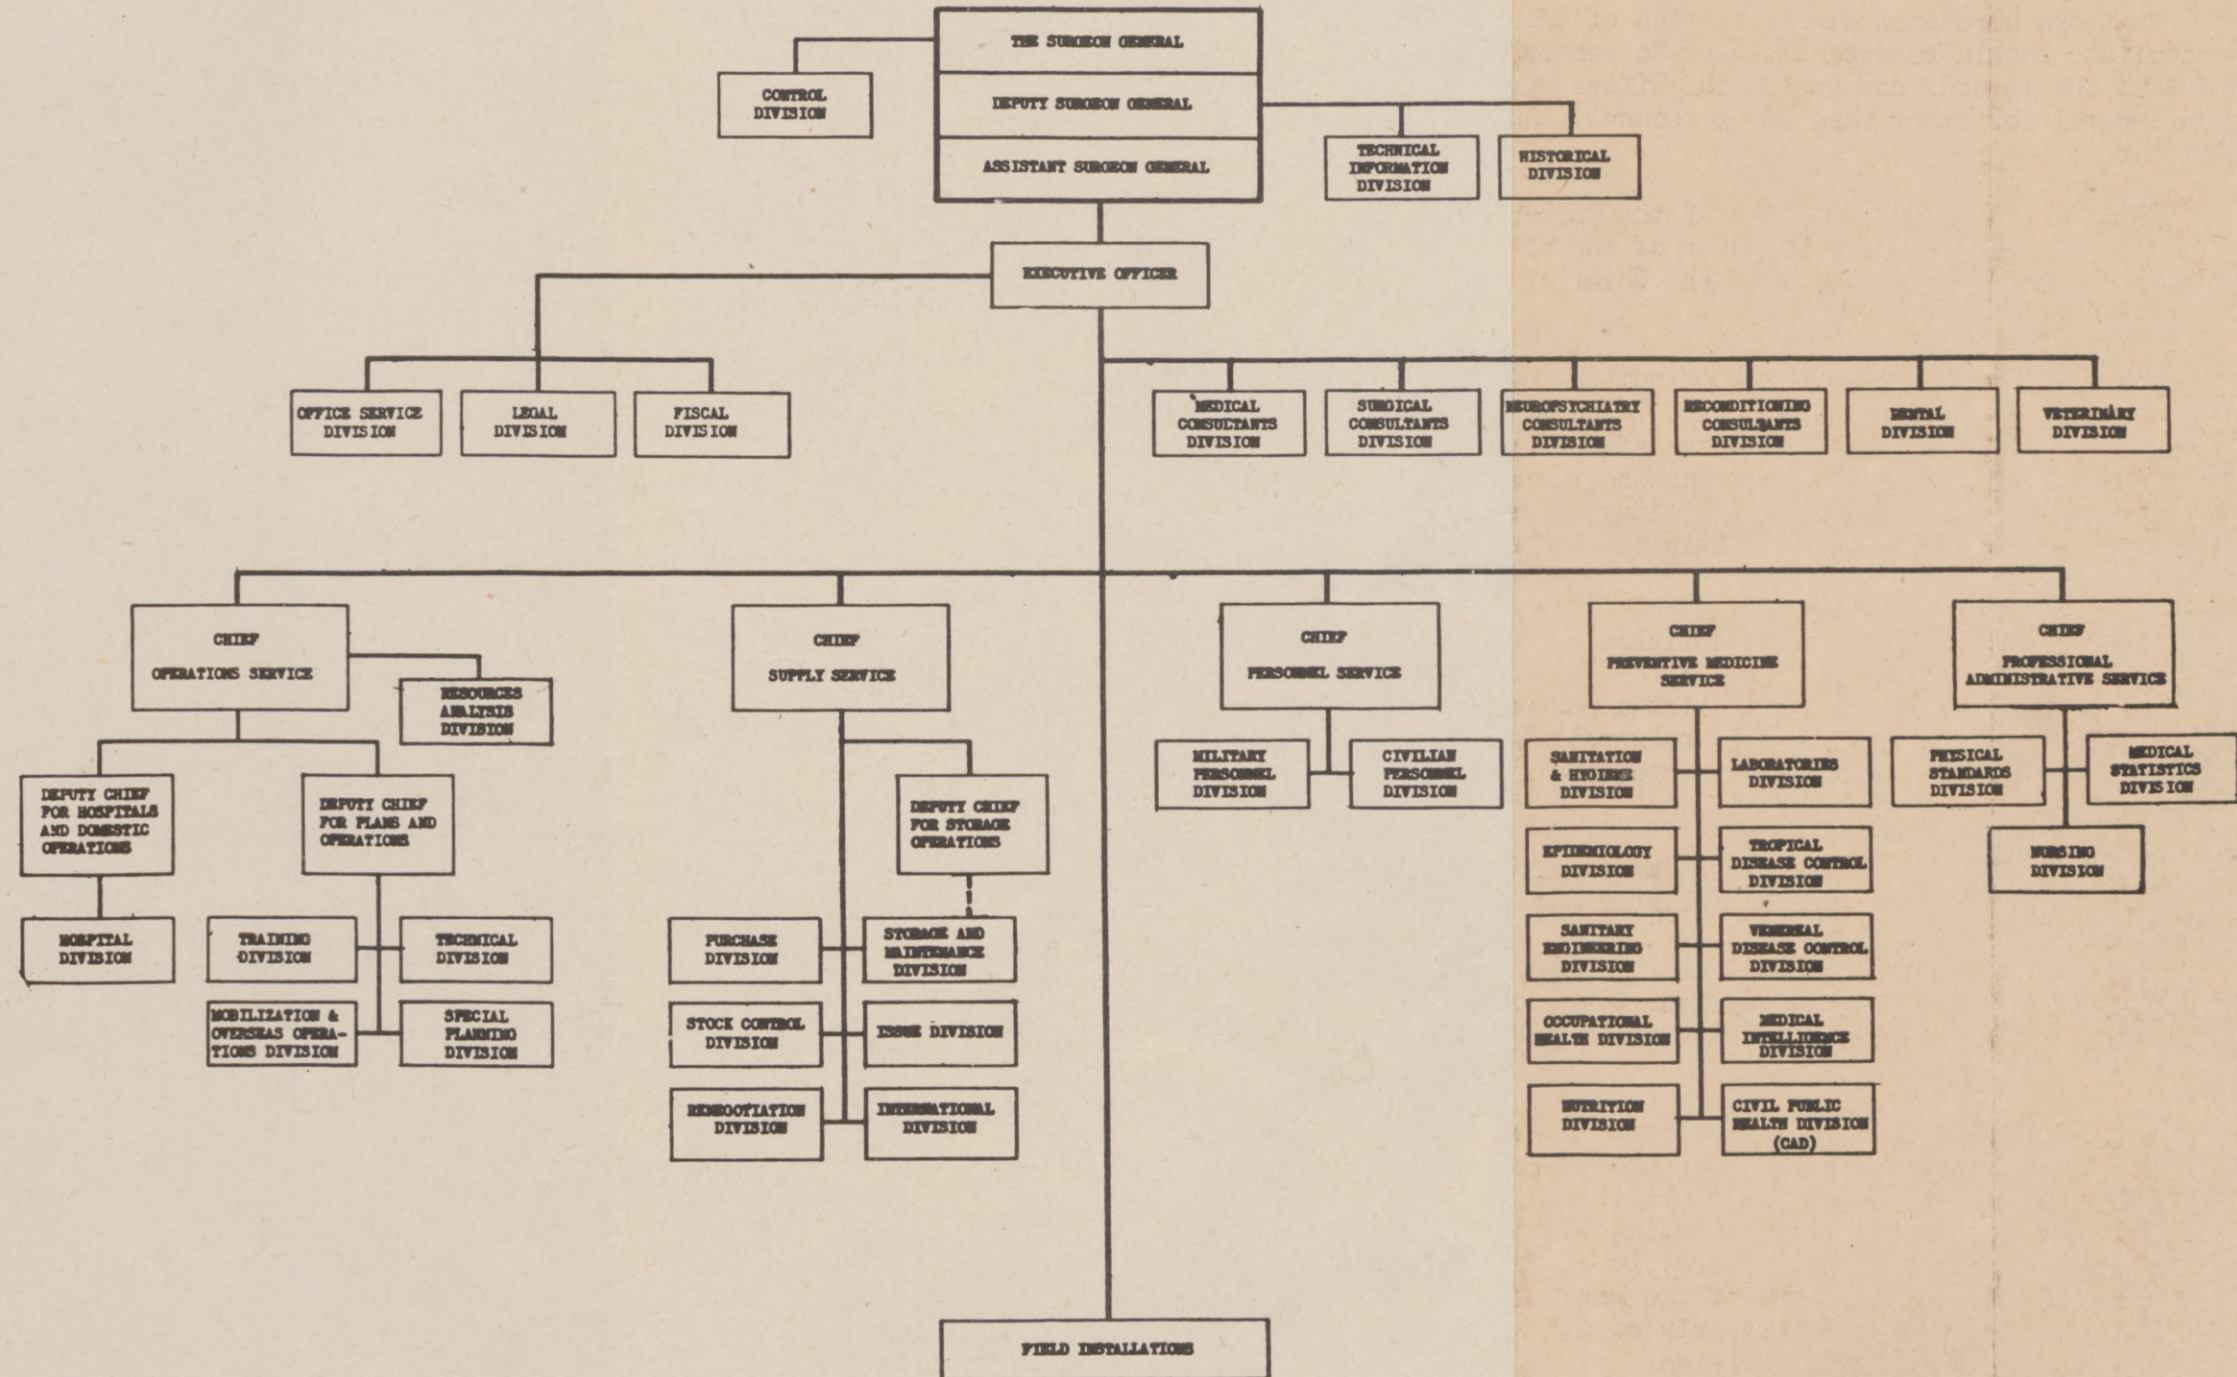 THE SURGEON GENERAL
CONTROL
DIVISION
DEPUTY SURGEON GENERAL
ASSISTANT SURGEON GENERAL
TECHNICAL
INFORMATION
DIVISION
HISTORICAL
DIVISION
EXECUTIVE OFFICER
OFFICE SERVICE
DIVISION
LEGAL
DIVISION
FISCAL
DIVISION
MEDICAL
CONSULTANTS
DIVISION
SURGICAL
CONSULTANTS
DIVISION
NEUROPSYCHIATRY
CONSULTANTS
DIVISION
RECONDITIONING
CONSULTANTS
DIVISION
DENTAL
DIVISION
VETERINARY
DIVISION
CHIEF
OPERATIONS SERVICE
RESOURCES
ANALYSIS
DIVISION
CHIEF
SUPPLY SERVICE
CHIEF
PERSONNEL SERVICE
CHIEF
PREVENTIVE MEDICINE
SERVICE
CHIEF
PROFESSIONAL
ADMINISTRATIVE SERVICE
DEPUTY CHIEF
FOR HOSPITALS
AND DOMESTIC
OPERATIONS
DEPUTY CHIEF
FOR PLANS AND
OPERATIONS
DEPUTY CHIEF
FOR STORAGE
OPERATIONS
MILITARY
PERSONNEL
DIVISION
CIVILIAN
PERSONNEL
DIVISION
SANITATION
& HYGIENE
DIVISION
LABORATORIES
DIVISION
PHYSICAL
STANDARDS
DIVISION
MEDICAL
STATISTICS
DIVISION
EPIDEMIOLOGY
DIVISION
TROPICAL
DISEASE CONTROL
DIVISION
NURSING
DIVISION
HOSPITAL
DIVISION
TRAINING
DIVISION
TECHNICAL
DIVISION
PURCHASE
DIVISION
STORAGE AND
MAINTENANCE
DIVISION
SANITARY
ENGINEERING
DIVISION
VENEREAL
DISEASE CONTROL
DIVISION
MOBILIZATION &
OVERSEAS OPERA-
TIONS DIVISION
SPECIAL
PLANNING
DIVISION
STOCK CONTROL
DIVISION
ISSUE DIVISION
OCCUPATIONAL
HEALTH DIVISION
MEDICAL
INTELLIGENCE
DIVISION
RENEGOTIATION
DIVISION
INTERNATIONAL
DIVISION
NUTRITION
DIVISION
CIVIL PUBLIC
HEALTH DIVISION
(CAD)
FIELD INSTALLATIONS